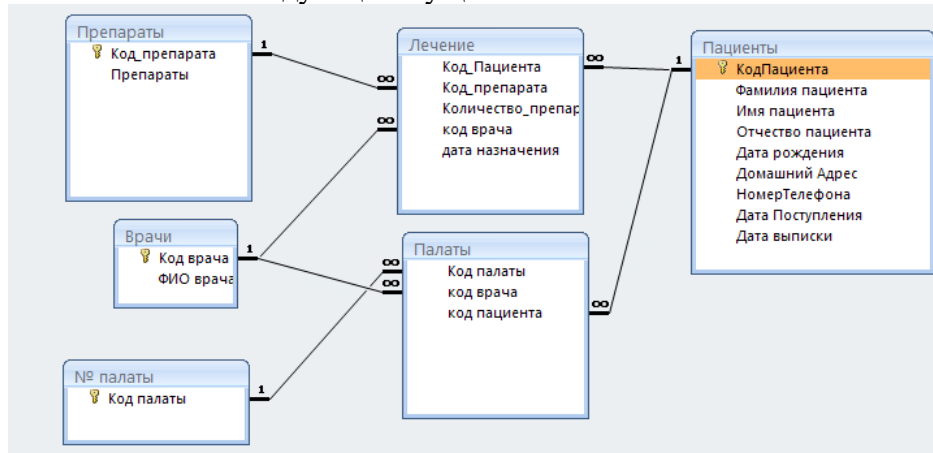 Препараты
Код_препарата
Препараты
1
∞
Лечение
Код_Пациента
Код_препарата
Количество_препар
код врача
дата назначения
∞
∞
1
Пациенты
КодПациента
Фамилия пациента
Имя пациента
Отчество пациента
Дата рождения
Домашний Адрес
НомерТелефона
Дата Поступления
Дата выписки
Врачи
Код врача
ФИО врача
1
∞
∞
Палаты
Код палаты
код врача
код пациента
∞
№ палаты
Код палаты
1